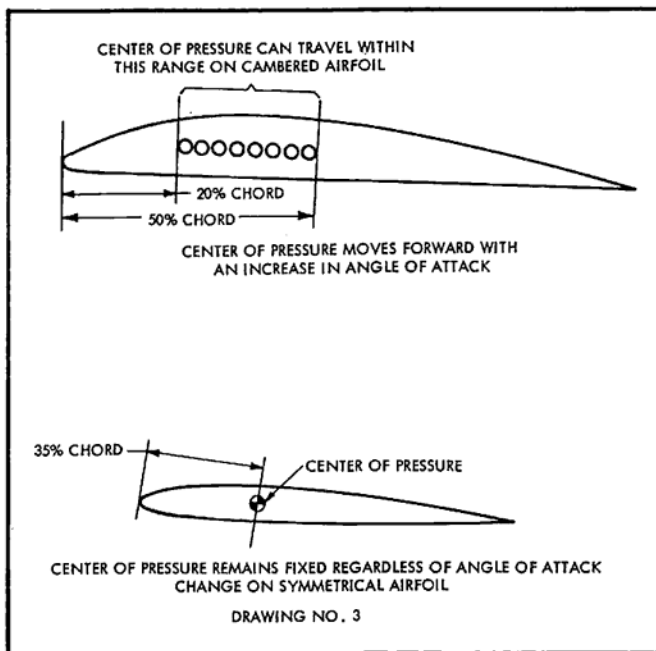 CENTER OF PRESSURE CAN TRAVEL WITHIN
THIS RANGE ON CAMBERED AIRFOIL
20% CHORD
50% CHORD
CENTER OF PRESSURE MOVES FORWARD WITH
AN INCREASE IN ANGLE OF ATTACK
35% CHORD
CENTER OF PRESSURE
CENTER OF PRESSURE REMAINS FIXED REGARDLESS OF ANGLE OF ATTACK
CHANGE ON SYMMETRICAL AIRFOIL
DRAWING NO. 3